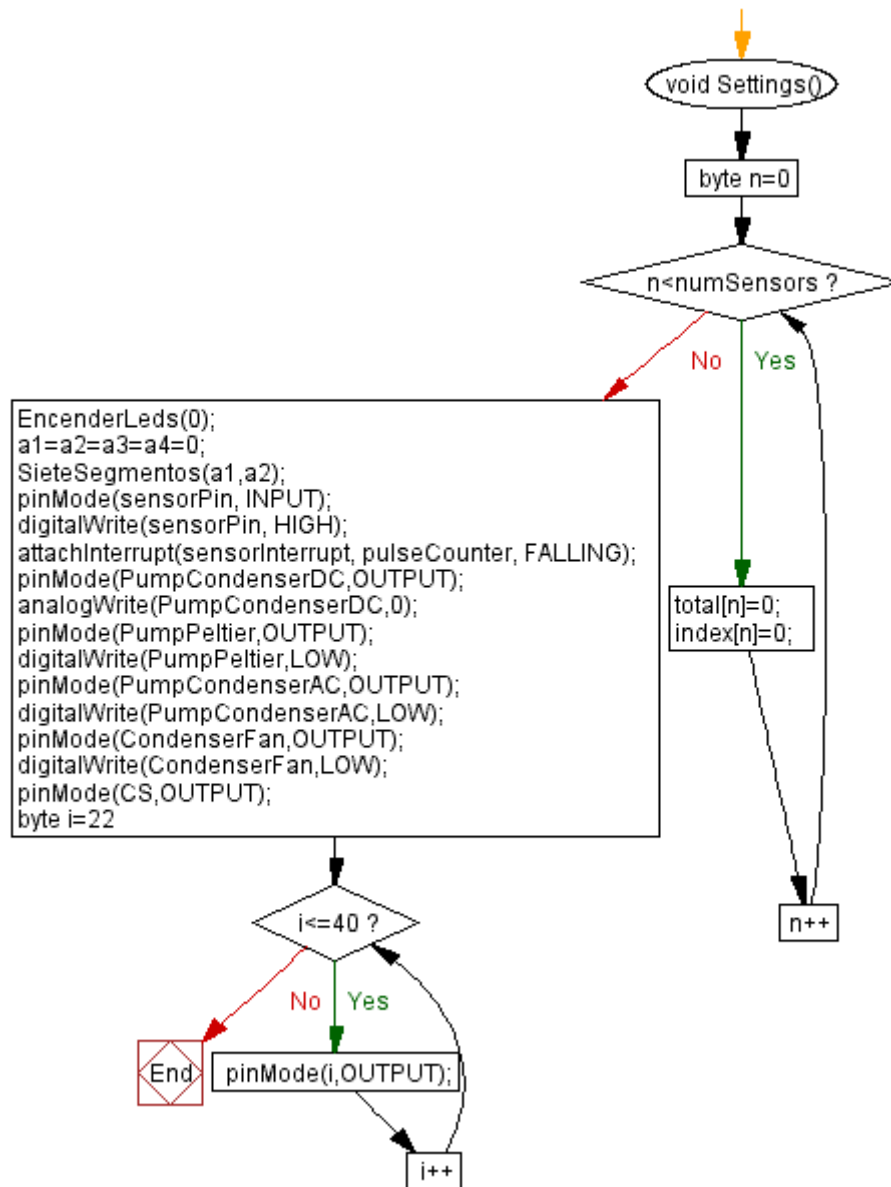 void Settings()
byte n=0
n<numSensors ?
No
Yes
EncenderLeds(0);
a1=a2=a3=a4=0;
SieteSegmentos(a1,a2);
pinMode(sensorPin, INPUT);
digitalWrite(sensorPin, HIGH);
attachInterrupt(sensorInterrupt, pulseCounter, FALLING);
pinMode(PumpCondenserDC,OUTPUT);
analogWrite(PumpCondenserDC,0);
pinMode(PumpPeltier,OUTPUT);
digitalWrite(PumpPeltier,LOW);
pinMode(PumpCondenserAC,OUTPUT);
digitalWrite(PumpCondenserAC,LOW);
pinMode(CondenserFan,OUTPUT);
digitalWrite(CondenserFan,LOW);
pinMode(CS,OUTPUT);
byte i=22
total[n]=0;
index[n]=0;
n++
i<=40 ?
No
Yes
End
pinMode(i,OUTPUT);
i++